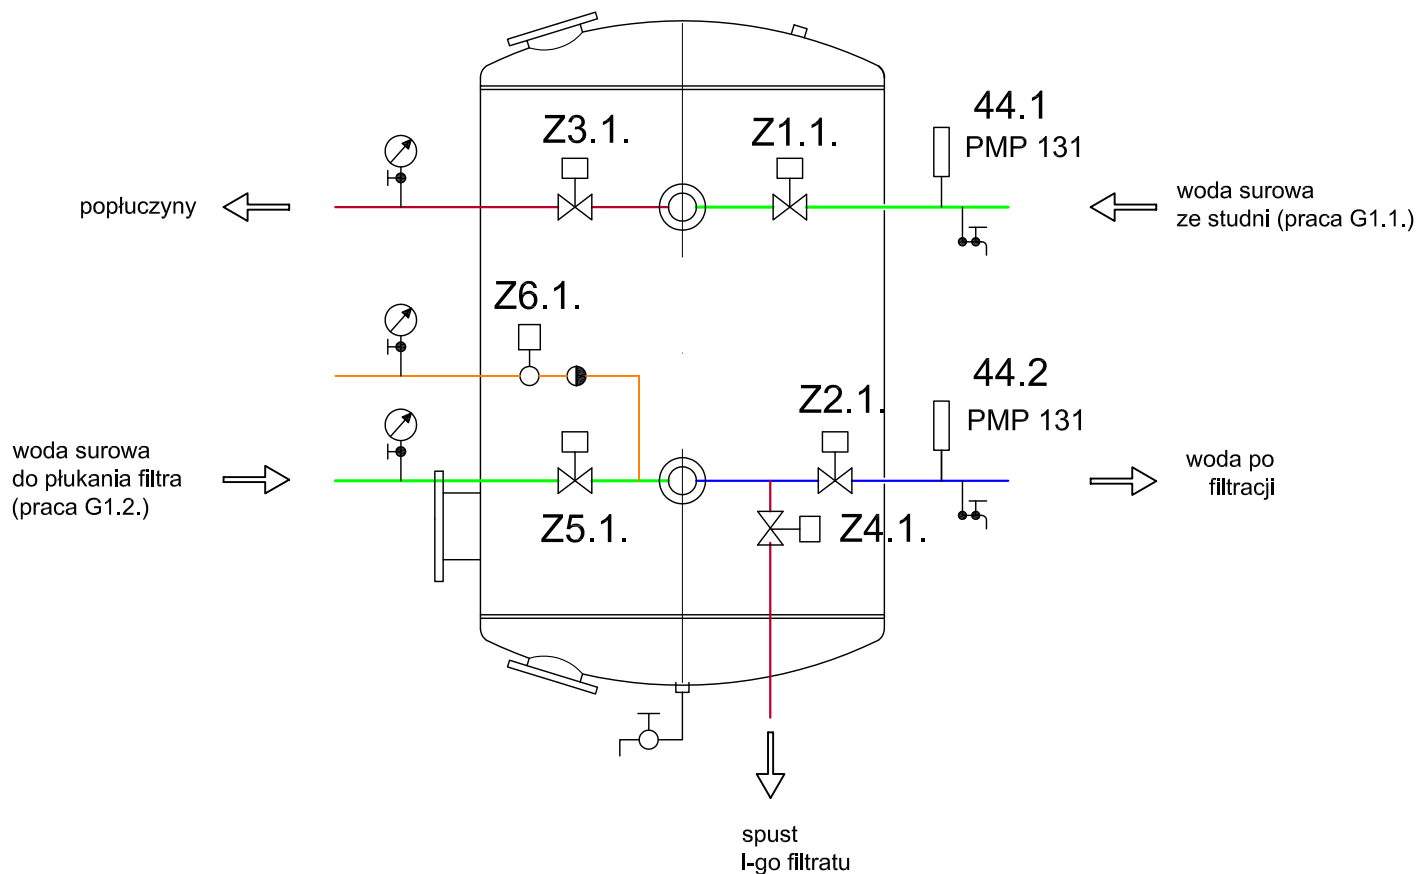 44.1
Z3.1.
Z1.1.
PMP 131
popłuczyny
woda surowa
ze studni (praca G1.1.)
Z6.1.
44.2
Z2.1.
PMP 131
woda surowa
do płukania filtra
(praca G1.2.)
woda po
filtracji
Z5.1.
Z4.1.
spust
I-go filtratu